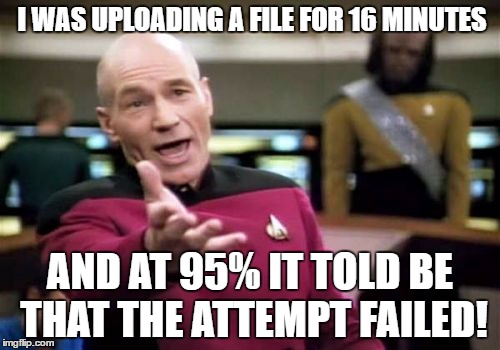 I WAS UPLOADING A FILE FOR 16 MINUTES
AND AT 95% IT TOLD BE
THAT THE ATTEMPT FAILED!
imgflip.com